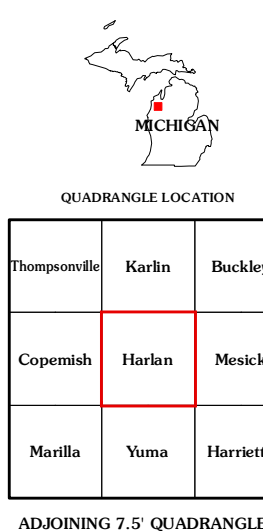 MICHIGAN
QUADRANGLE LOCATION
Thompsonville Karlin Buckley
Copemish Harlan Mesick
Marilla Yuma Harriett
ADJOINING 7.5' QUADRANGLE